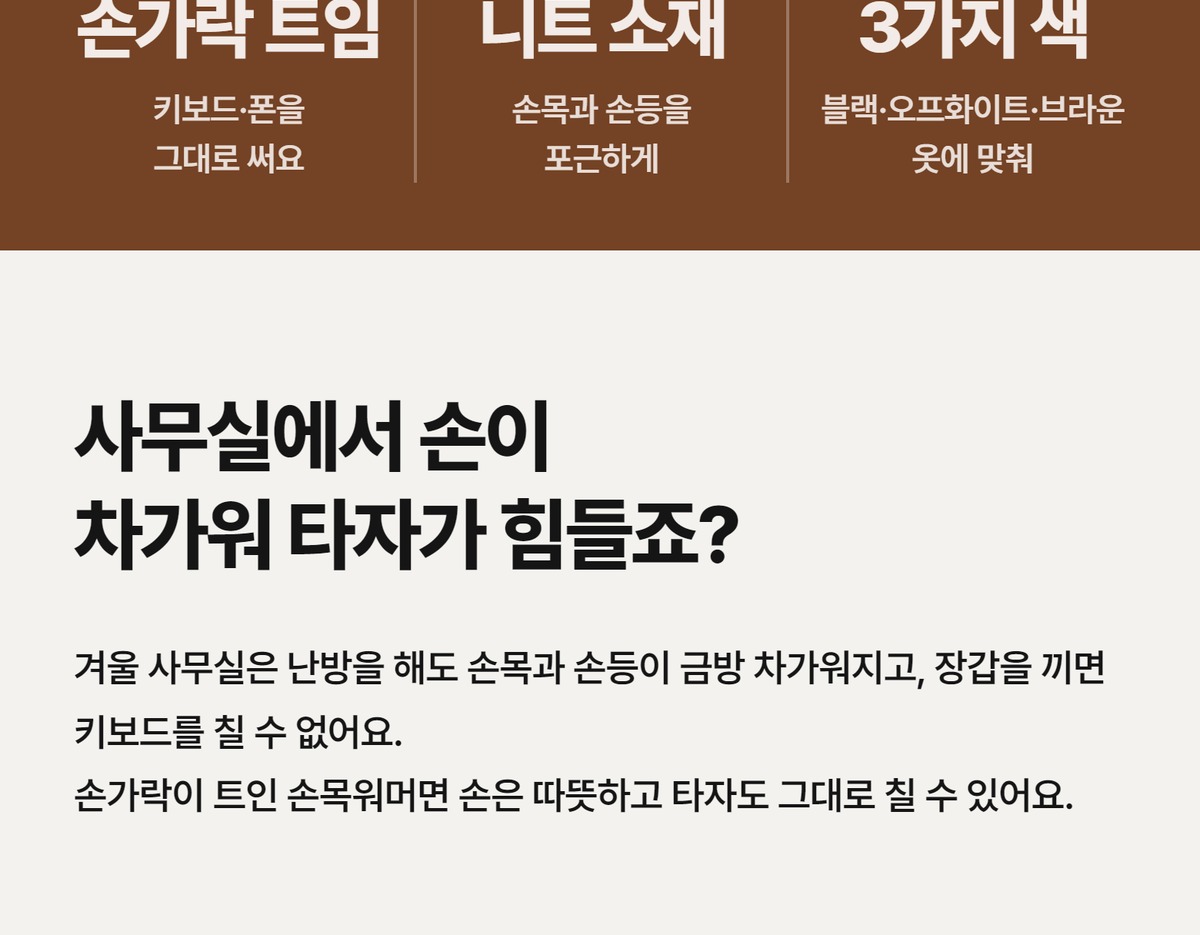 손가락 트임
키보드·폰을
그대로 써요
니트 소재
손목과 손등을
포근하게
3가지 색
블랙·오프화이트·브라운
옷에 맞춰
사무실에서 손이
차가워 타자가 힘들죠?
겨울 사무실은 난방을 해도 손목과 손등이 금방 차가워지고, 장갑을 끼면
키보드를 칠 수 없어요.
손가락이 트인 손목워머면 손은 따뜻하고 타자도 그대로 칠 수 있어요.